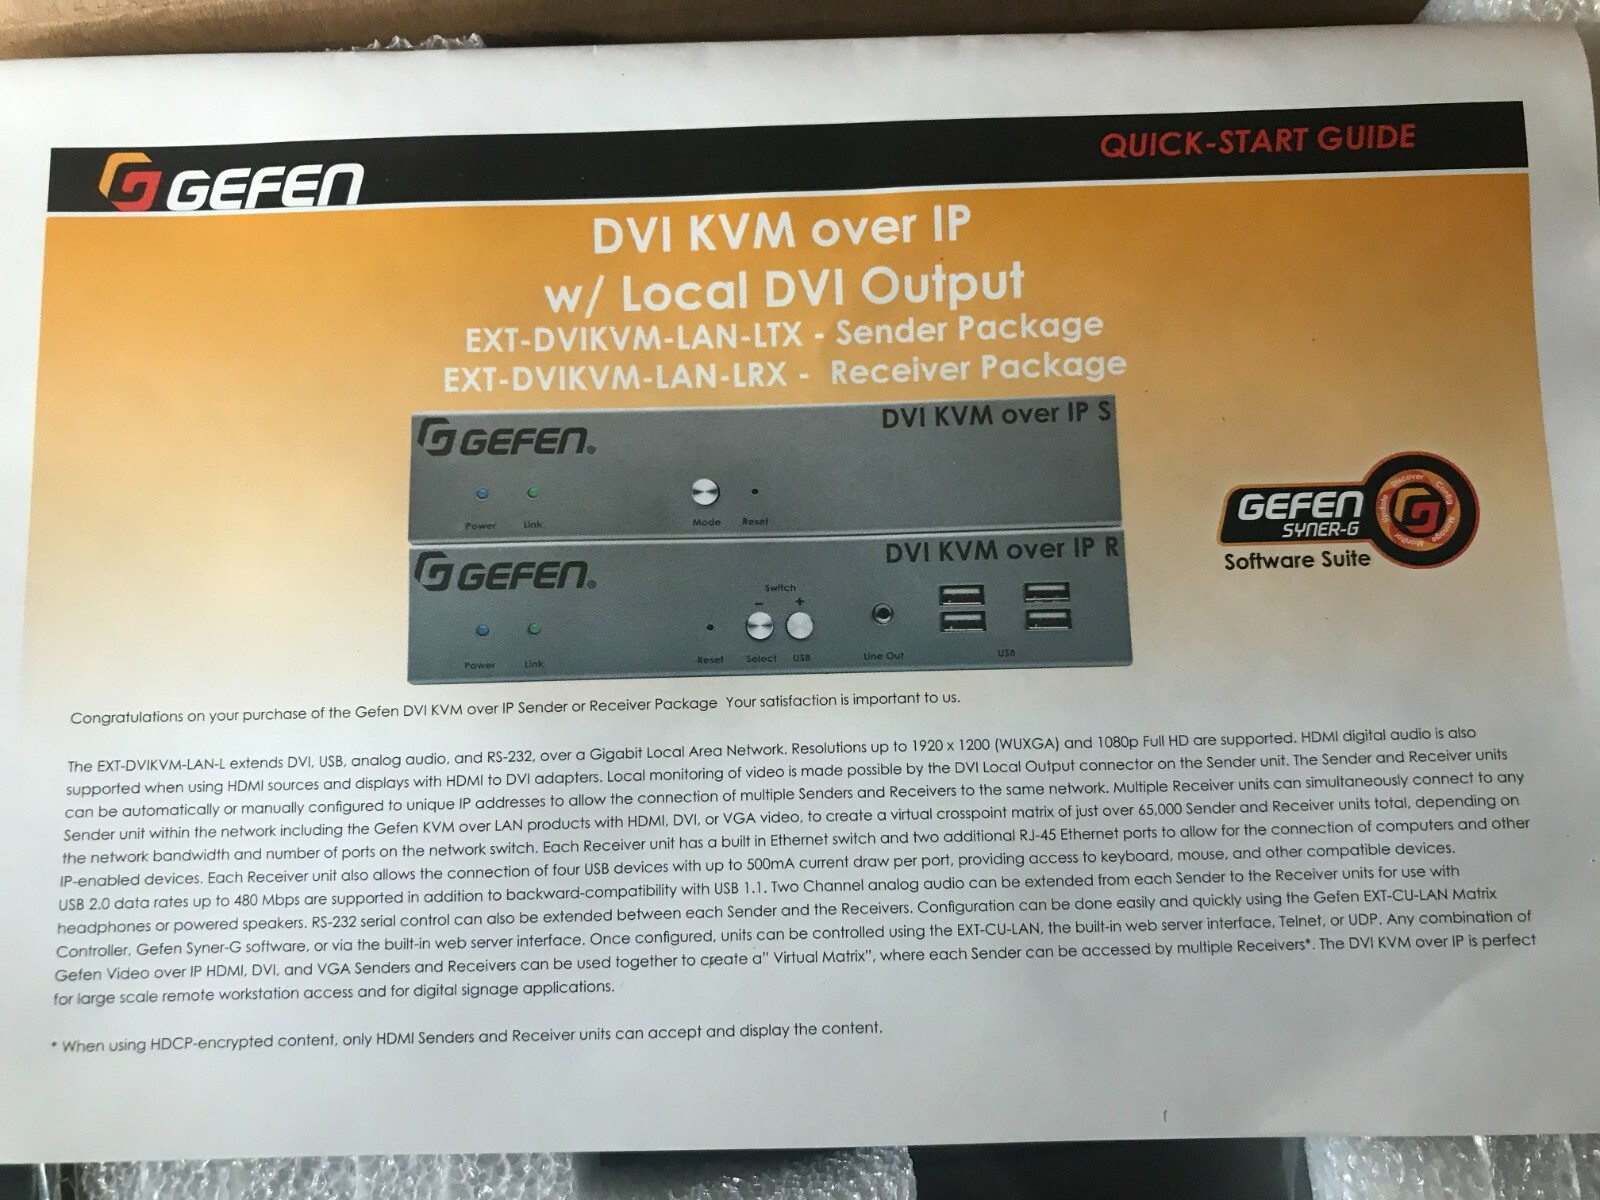 GEFEN
QUICK-START GUIDE
DVI KVM over IP
w/ Local DVI Output
EXT-DVIKVM-LAN-LTX - Sender Package
EXT-DVIKVM-LAN-LRX - Receiver Package
GEFEN®
DVI KVM over IP S
Power Link Mode Reset
GEFEN®
DVI KVM over IP R
Switch
- +
Power Link Reset Select USB Line Out USB
GEFEN
SYNER-G
Discover Config Manage Monitor Update
Software Suite
Congratulations on your purchase of the Gefen DVI KVM over IP Sender or Receiver Package Your satisfaction is important to us.
The EXT-DVIKVM-LAN-L extends DVI, USB, analog audio, and RS-232, over a Gigabit Local Area Network. Resolutions up to 1920 x 1200 (WUXGA) and 1080p Full HD are supported. HDMI digital audio is also
supported when using HDMI sources and displays with HDMI to DVI adapters. Local monitoring of video is made possible by the DVI Local Output connector on the Sender unit. The Sender and Receiver units
can be automatically or manually configured to unique IP addresses to allow the connection of multiple Senders and Receivers to the same network. Multiple Receiver units can simultaneously connect to any
Sender unit within the network including the Gefen KVM over LAN products with HDMI, DVI, or VGA video, to create a virtual crosspoint matrix of just over 65,000 Sender and Receiver units total, depending on
the network bandwidth and number of ports on the network switch. Each Receiver unit has a built in Ethernet switch and two additional RJ-45 Ethernet ports to allow for the connection of computers and other
IP-enabled devices. Each Receiver unit also allows the connection of four USB devices with up to 500mA current draw per port, providing access to keyboard, mouse, and other compatible devices.
USB 2.0 data rates up to 480 Mbps are supported in addition to backward-compatibility with USB 1.1. Two Channel analog audio can be extended from each Sender to the Receiver units for use with
headphones or powered speakers. RS-232 serial control can also be extended between each Sender and the Receivers. Configuration can be done easily and quickly using the Gefen EXT-CU-LAN Matrix
Controller, Gefen Syner-G software, or via the built-in web server interface. Once configured, units can be controlled using the EXT-CU-LAN, the built-in web server interface, Telnet, or UDP. Any combination of
Gefen Video over IP HDMI, DVI, and VGA Senders and Receivers can be used together to create a" Virtual Matrix", where each Sender can be accessed by multiple Receivers*. The DVI KVM over IP is perfect
for large scale remote workstation access and for digital signage applications.
* When using HDCP-encrypted content, only HDMI Senders and Receiver units can accept and display the content.